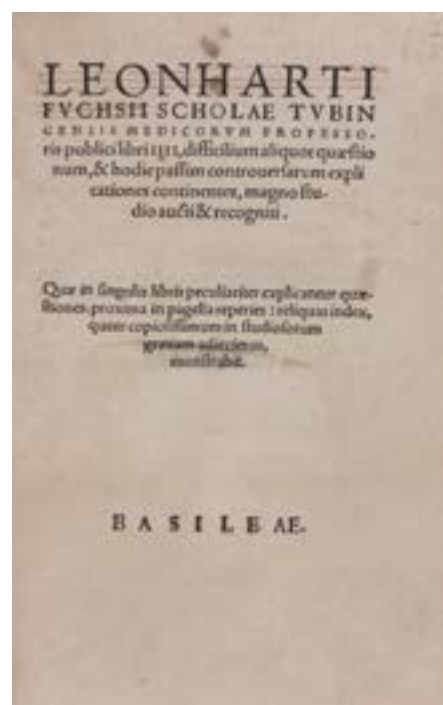 LEONHARTI
FVCHSII SCHOLAE TVBIN
GENSIS MEDICORVM PROFESSO-
ris publici libri IIII, difficilium aliquot quæstio
num, & hodie passim controuersarum expli
cationes continentes, magno stu-
dio aucti & recogniti.
Quæ in singulis libris peculiariter explicantur quæ-
stiones, proxima in pagella reperies: reliquas index,
quem copiosissimum in studiosorum
gratiam adiecimus,
monstrabit.
BASILEAE.